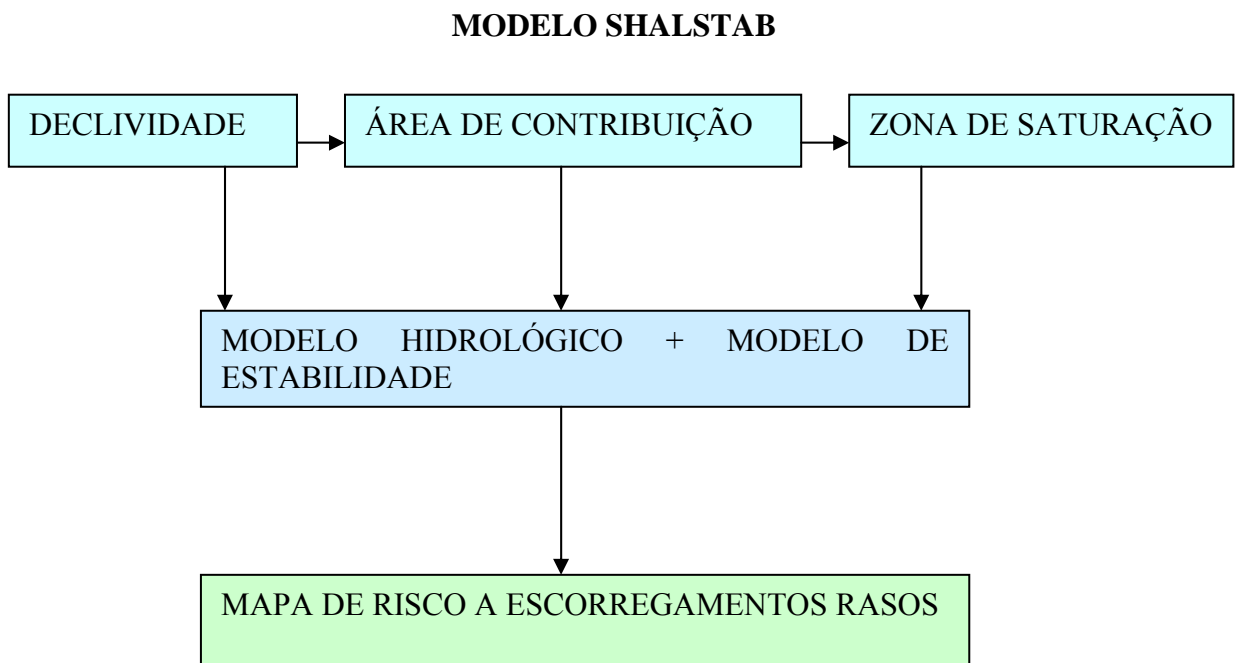 MODELO SHALSTAB
DECLIVIDADE
ÁREA DE CONTRIBUIÇÃO
ZONA DE SATURAÇÃO
MODELO HIDROLÓGICO + MODELO DE
ESTABILIDADE
MAPA DE RISCO A ESCORREGAMENTOS RASOS